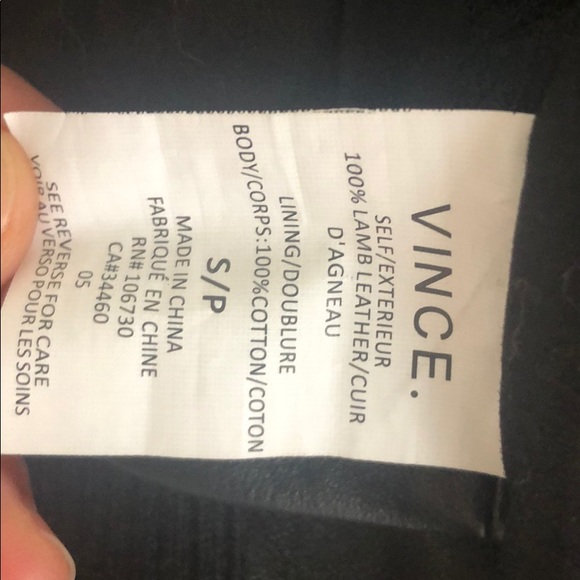 VINCE.
SELF/EXTERIEUR
100% LAMB LEATHER/CUIR
D'AGNEAU
LINING/DOUBLURE
BODY/CORPS:100%COTTON/COTON
S/P
MADE IN CHINA
FABRIQUÉ EN CHINE
RN# 106730
CA#34460
05
SEE REVERSE FOR CARE
VOIR AU VERSO POUR LES SOINS